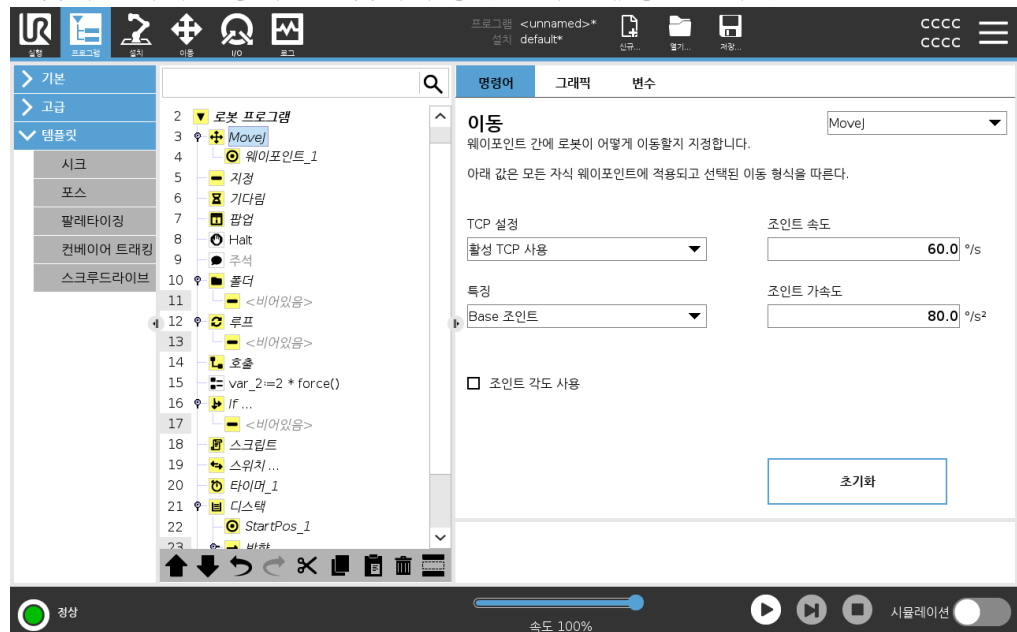 프로그램 <unnamed>*
설치 default*
실행
프로그램
설치
이동
I/O
로그
신규...
열기...
저장...
cccc
cccc
기본
고급
템플릿
시크
포스
팔레타이징
컨베이어 트래킹
스크루드라이브
2 로봇 프로그램
3 MoveJ
4 웨이포인트_1
5 지정
6 기다림
7 팝업
8 Halt
9 주석
10 폴더
11 <비어있음>
12 루프
13 <비어있음>
14 호출
15 var_2≔2 * force()
16 If ...
17 <비어있음>
18 스크립트
19 스위치 ...
20 타이머_1
21 디스택
22 StartPos_1
23 방향
명령어
그래픽
변수
이동
MoveJ
웨이포인트 간에 로봇이 어떻게 이동할지 지정합니다.
아래 값은 모든 자식 웨이포인트에 적용되고 선택된 이동 형식을 따른다.
TCP 설정
조인트 속도
활성 TCP 사용
60.0 °/s
특징
조인트 가속도
Base 조인트
80.0 °/s²
조인트 각도 사용
초기화
정상
속도 100%
시뮬레이션